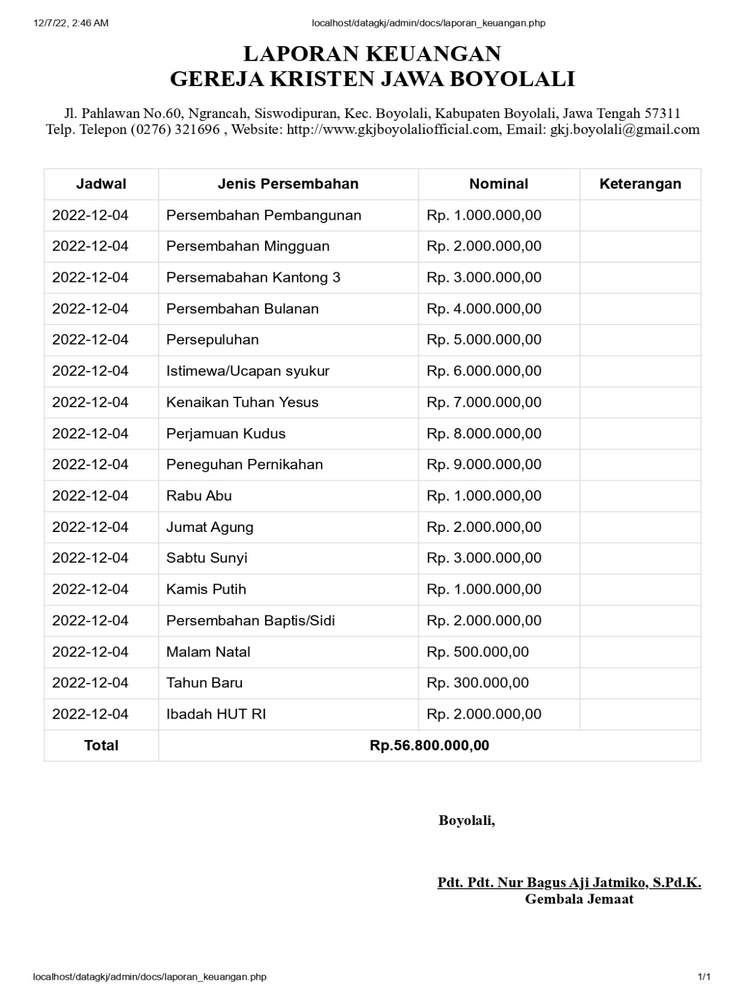 12/7/22, 2:46 AM localhost/datagkj/admin/docs/laporan_keuangan.php
LAPORAN KEUANGAN
GEREJA KRISTEN JAWA BOYOLALI
Jl. Pahlawan No.60, Ngrancah, Siswodipuran, Kec. Boyolali, Kabupaten Boyolali, Jawa Tengah 57311
Telp. Telepon (0276) 321696 , Website: http://www.gkjboyolaliofficial.com, Email: gkj.boyolali@gmail.com
Jadwal Jenis Persembahan Nominal Keterangan
2022-12-04 Persembahan Pembangunan Rp. 1.000.000,00
2022-12-04 Persembahan Mingguan Rp. 2.000.000,00
2022-12-04 Persemabahan Kantong 3 Rp. 3.000.000,00
2022-12-04 Persembahan Bulanan Rp. 4.000.000,00
2022-12-04 Persepuluhan Rp. 5.000.000,00
2022-12-04 Istimewa/Ucapan syukur Rp. 6.000.000,00
2022-12-04 Kenaikan Tuhan Yesus Rp. 7.000.000,00
2022-12-04 Perjamuan Kudus Rp. 8.000.000,00
2022-12-04 Peneguhan Pernikahan Rp. 9.000.000,00
2022-12-04 Rabu Abu Rp. 1.000.000,00
2022-12-04 Jumat Agung Rp. 2.000.000,00
2022-12-04 Sabtu Sunyi Rp. 3.000.000,00
2022-12-04 Kamis Putih Rp. 1.000.000,00
2022-12-04 Persembahan Baptis/Sidi Rp. 2.000.000,00
2022-12-04 Malam Natal Rp. 500.000,00
2022-12-04 Tahun Baru Rp. 300.000,00
2022-12-04 Ibadah HUT RI Rp. 2.000.000,00
Total Rp.56.800.000,00
Boyolali,
Pdt. Pdt. Nur Bagus Aji Jatmiko, S.Pd.K.
Gembala Jemaat
localhost/datagkj/admin/docs/laporan_keuangan.php 1/1